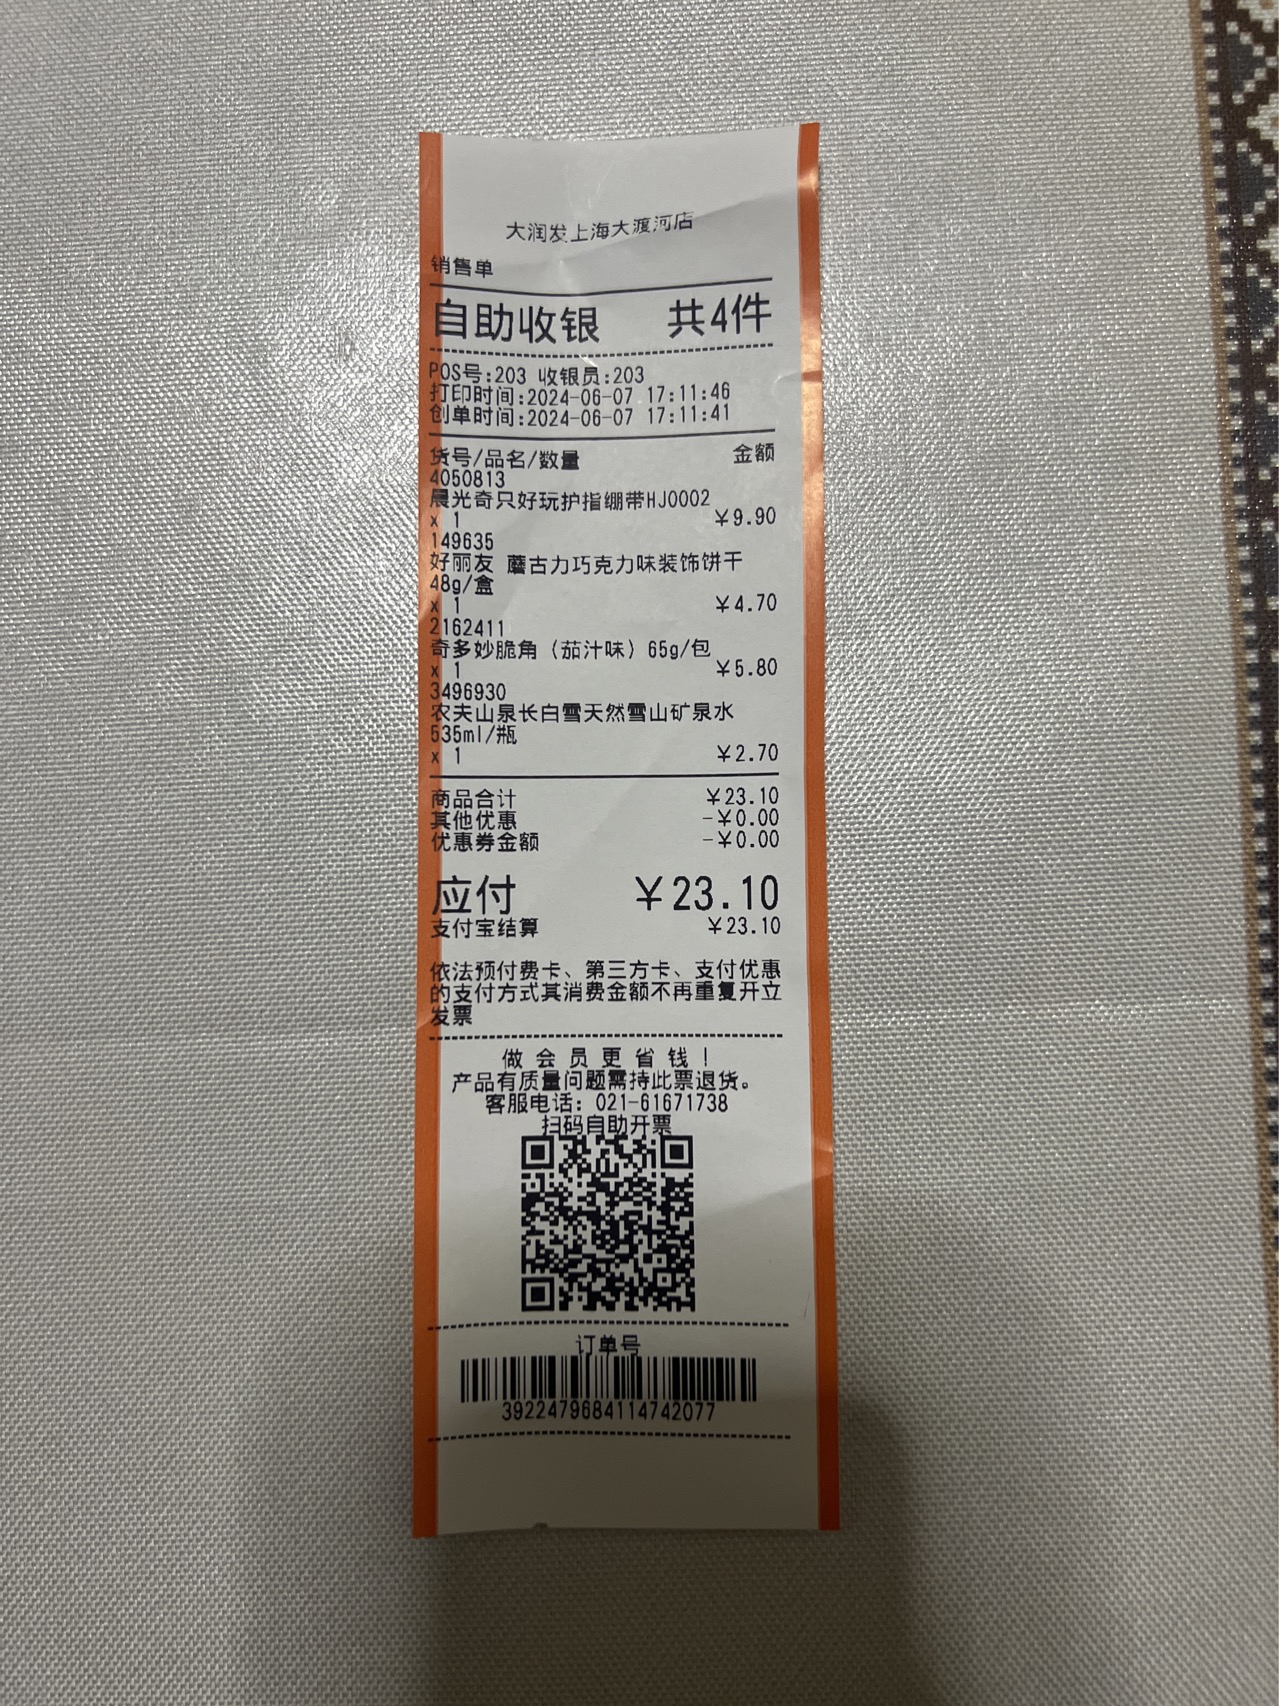 大润发上海大渡河店
销售单
自助收银 共4件
POS号:203 收银员:203
打印时间:2024-06-07 17:11:46
创单时间:2024-06-07 17:11:41
货号/品名/数量 金额
4050813
晨光奇只好玩护指绷带HJ0002
x 1 ¥9.90
149635
好丽友 蘑古力巧克力味装饰饼干
48g/盒
x 1 ¥4.70
2162411
奇多妙脆角（茄汁味）65g/包
x 1 ¥5.80
3496930
农夫山泉长白雪天然雪山矿泉水
535ml/瓶
x 1 ¥2.70
商品合计 ¥23.10
其他优惠 -¥0.00
优惠券金额 -¥0.00
应付 ¥23.10
支付宝结算 ¥23.10
依法预付费卡、第三方卡、支付优惠
的支付方式其消费金额不再重复开立
发票
做会员更省钱！
产品有质量问题需持此票退货。
客服电话：021-61671738
扫码自助开票
订单号
3922479684114742077